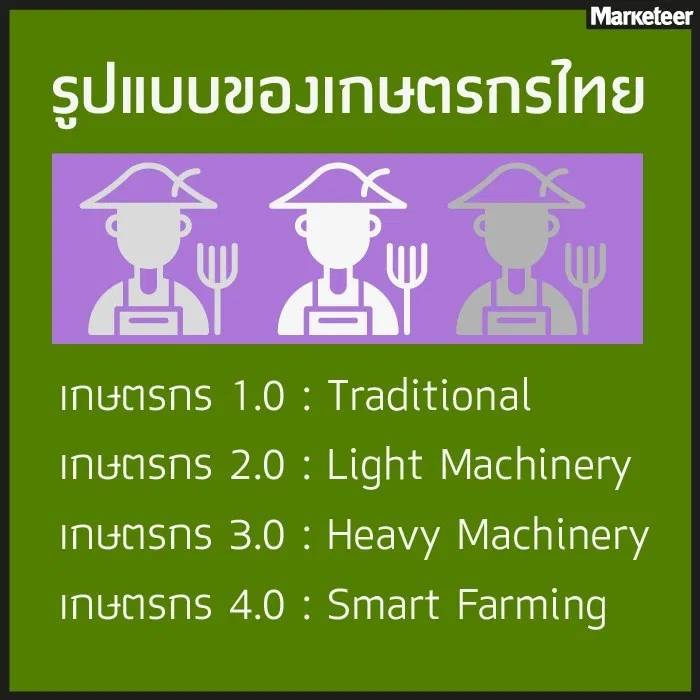 Marketeer
รูปแบบของเกษตรกรไทย
เกษตรกร 1.0 : Traditional
เกษตรกร 2.0 : Light Machinery
เกษตรกร 3.0 : Heavy Machinery
เกษตรกร 4.0 : Smart Farming